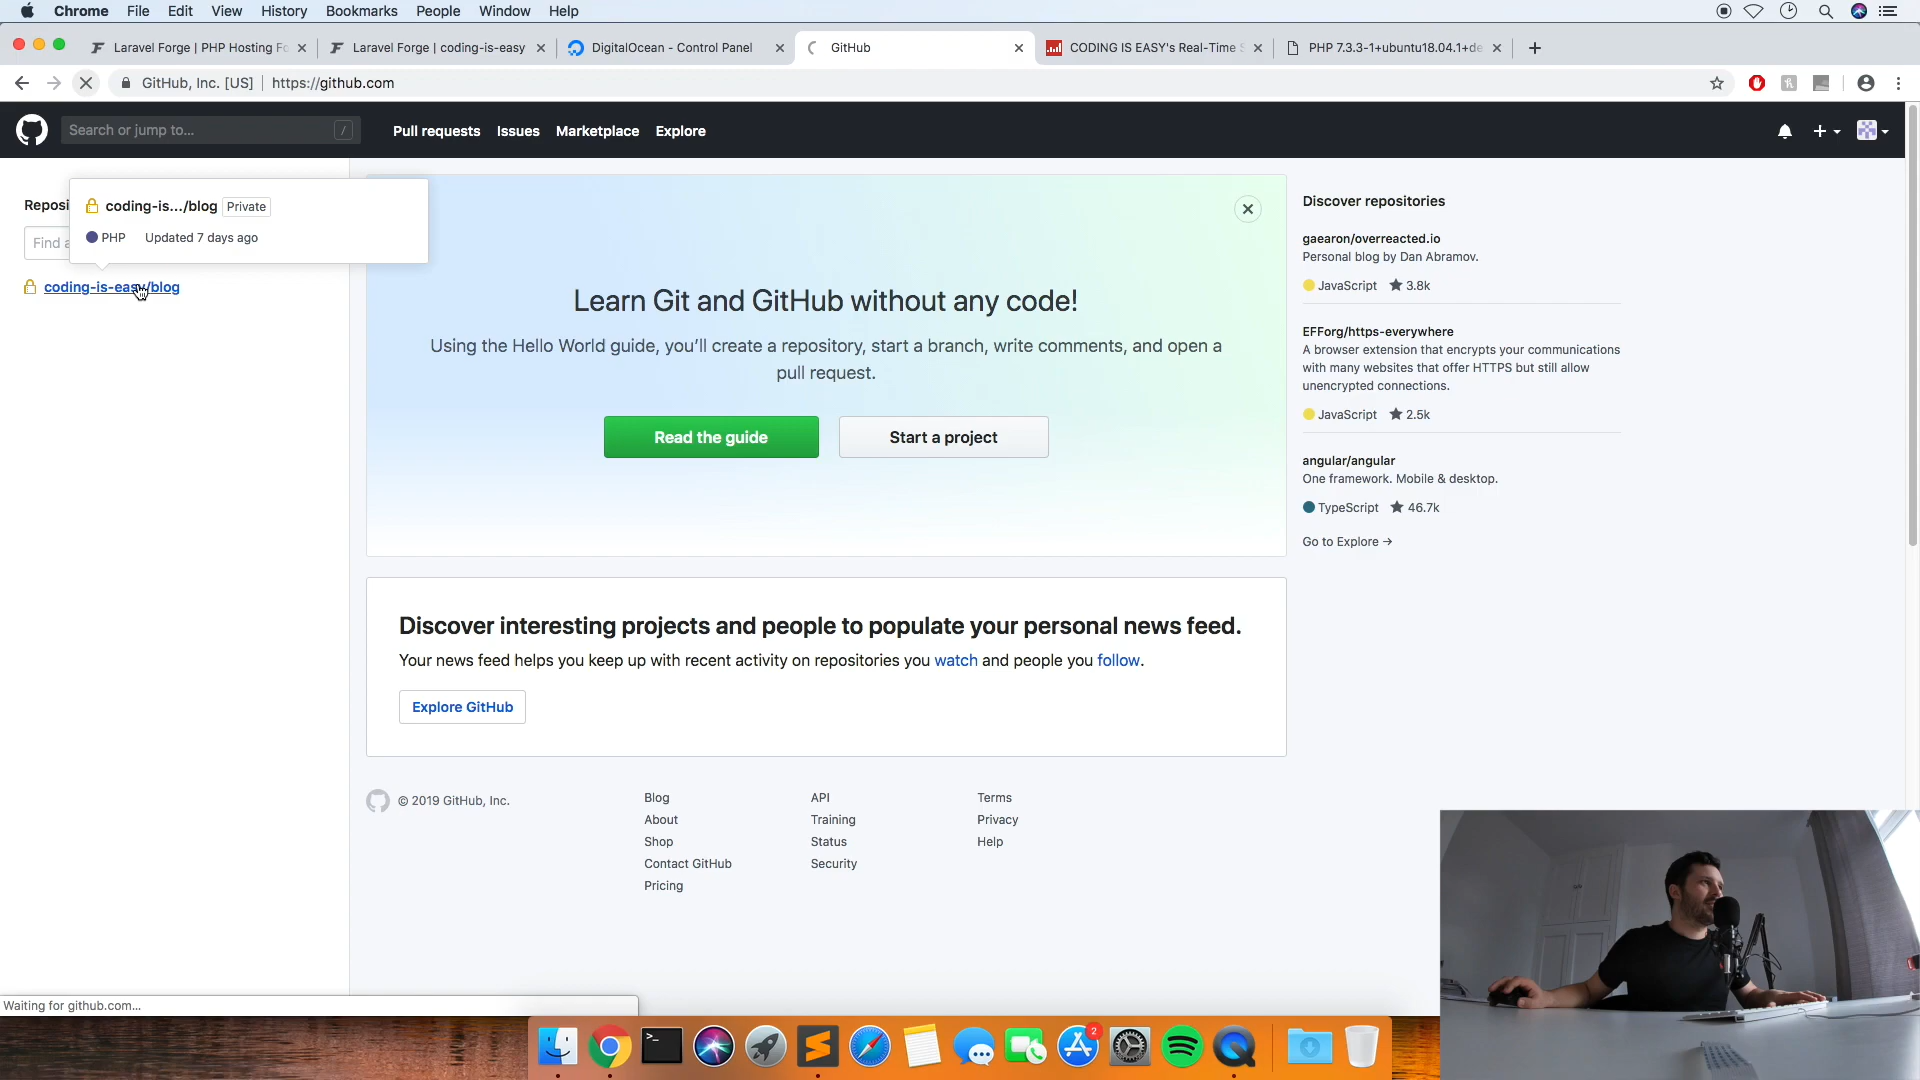 Chrome File Edit View History Bookmarks People Window Help
Laravel Forge | PHP Hosting Fo
Laravel Forge | coding-is-easy
DigitalOcean - Control Panel
GitHub
CODING IS EASY's Real-Time S
PHP 7.3.3-1+ubuntu18.04.1+de
GitHub, Inc. [US] | https://github.com
Search or jump to... /
Pull requests Issues Marketplace Explore
Reposi
coding-is.../blog Private
PHP Updated 7 days ago
Find a
coding-is-easy/blog
Learn Git and GitHub without any code!
Using the Hello World guide, you'll create a repository, start a branch, write comments, and open a
pull request.
Read the guide
Start a project
Discover interesting projects and people to populate your personal news feed.
Your news feed helps you keep up with recent activity on repositories you watch and people you follow.
Explore GitHub
Discover repositories
gaearon/overreacted.io
Personal blog by Dan Abramov.
JavaScript 3.8k
EFForg/https-everywhere
A browser extension that encrypts your communications
with many websites that offer HTTPS but still allow
unencrypted connections.
JavaScript 2.5k
angular/angular
One framework. Mobile & desktop.
TypeScript 46.7k
Go to Explore →
© 2019 GitHub, Inc.
Blog
About
Shop
Contact GitHub
Pricing
API
Training
Status
Security
Terms
Privacy
Help
Waiting for github.com...
2